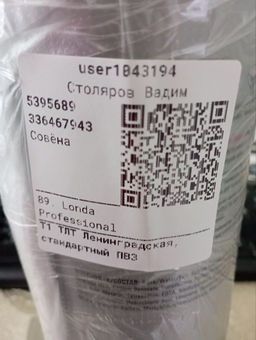 user1043194
Столяров Вадим
5395689
336467943
Совёна
89, Londa
Professional
Т1 ТЛТ Ленинградская,
стандартный ПВЗ